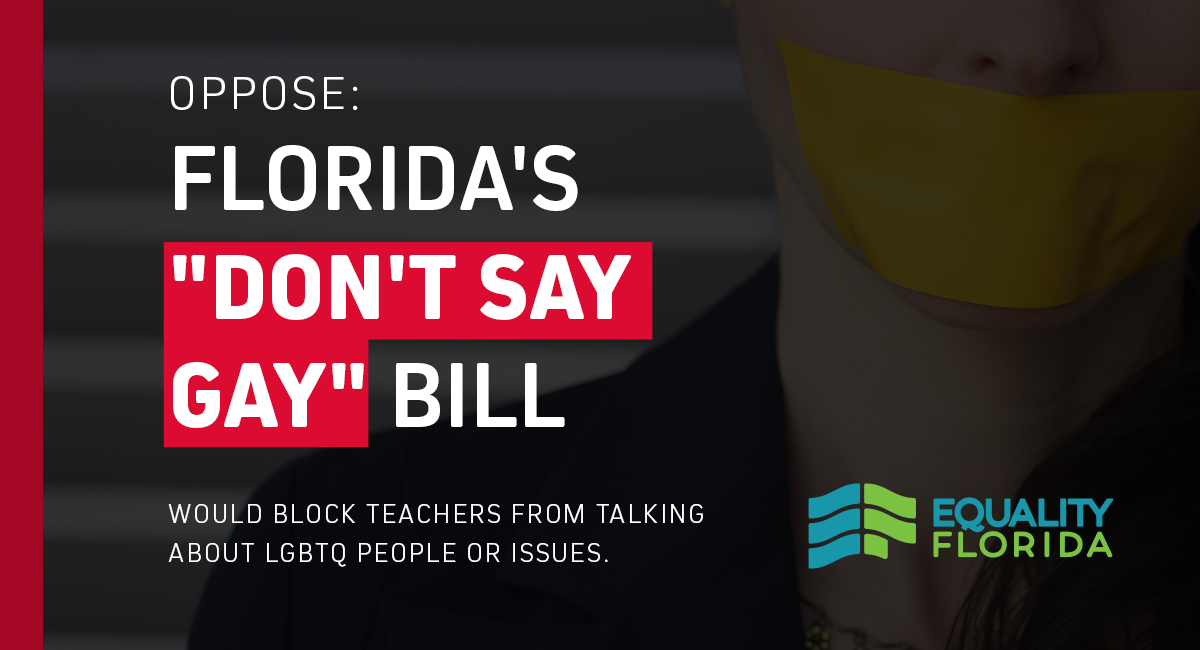 OPPOSE:
FLORIDA'S
"DON'T SAY
GAY" BILL
WOULD BLOCK TEACHERS FROM TALKING
ABOUT LGBTQ PEOPLE OR ISSUES.
EQUALITY
FLORIDA